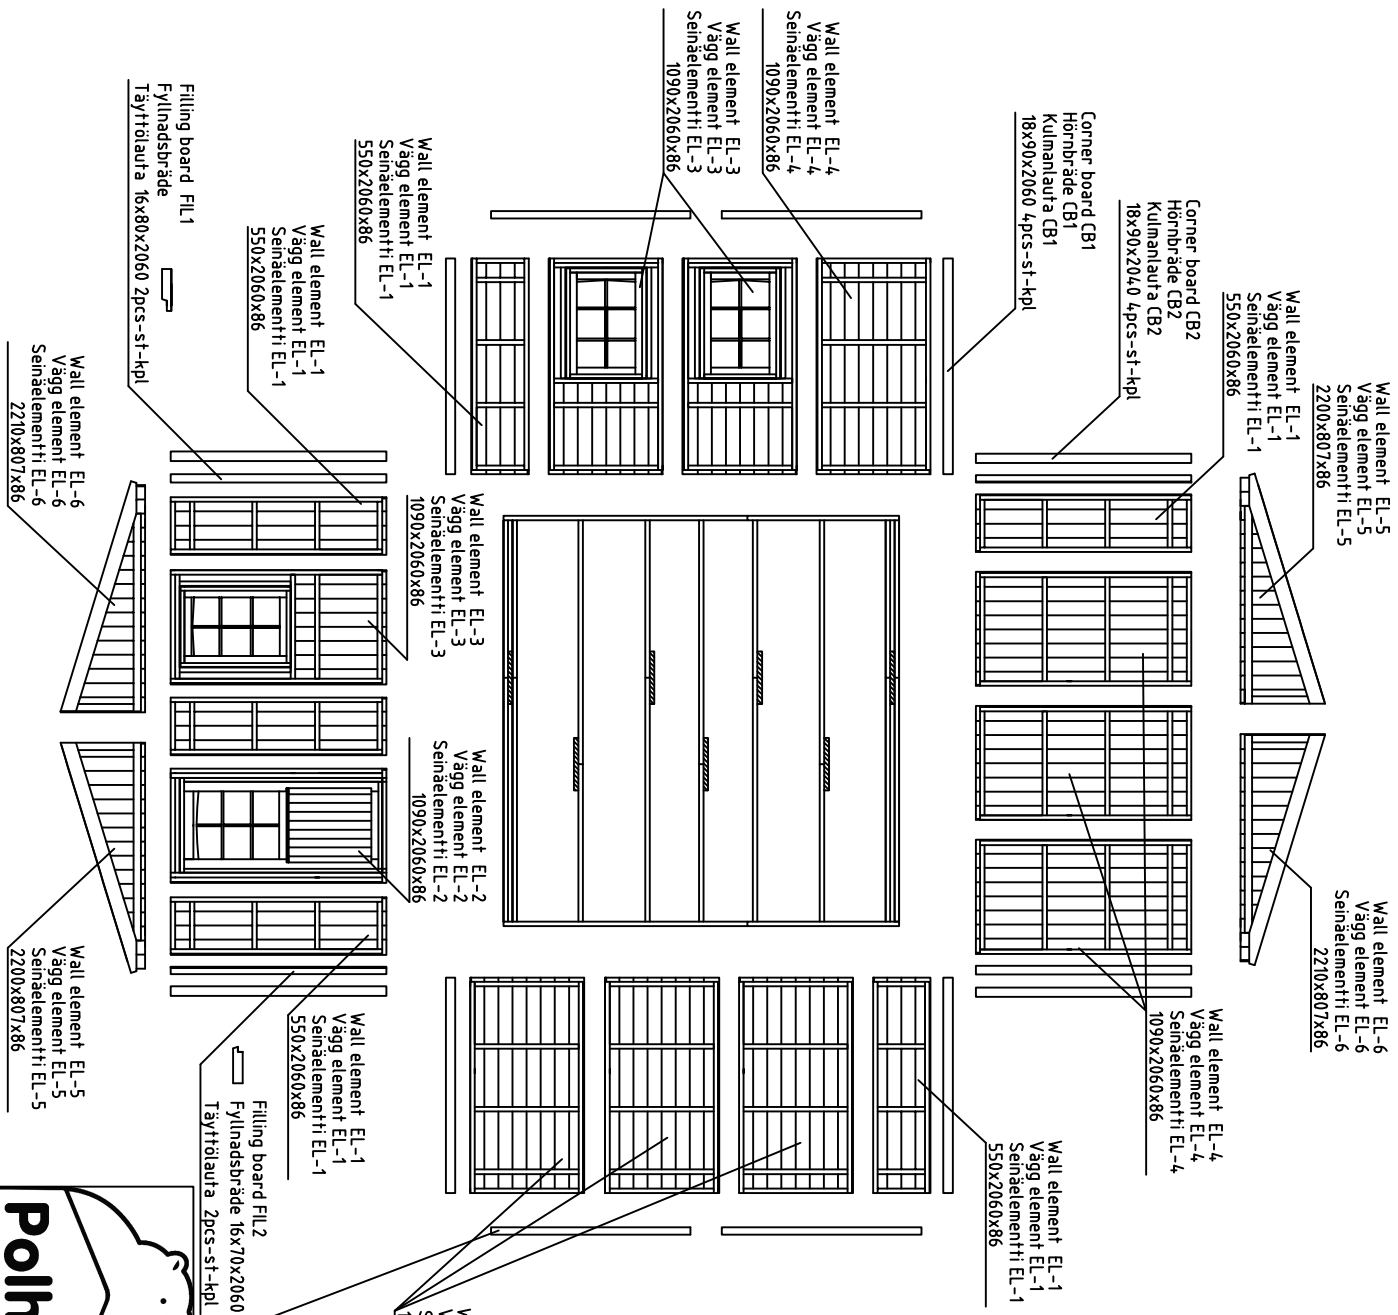 Wall element EL-5
Vägg element EL-5
Seinäelementti EL-5
2200x807x86
Wall element EL-1
Vägg element EL-1
Seinäelementti EL-1
550x2060x86
Corner board CB2
Hörnbräde CB2
Kulmanlauta CB2
18x90x2040 4pcs-st-kpl
Corner board CB1
Hörnbräde CB1
Kulmanlauta CB1
18x90x2060 4pcs-st-kpl
Wall element EL-4
Vägg element EL-4
Seinäelementti EL-4
1090x2060x86
Wall element EL-3
Vägg element EL-3
Seinäelementti EL-3
1090x2060x86
Wall element EL-1
Vägg element EL-1
Seinäelementti EL-1
550x2060x86
Wall element EL-1
Vägg element EL-1
Seinäelementti EL-1
550x2060x86
Filling board FIL1
Fyllnadsbräde
Täyttölauta 16x80x2060 2pcs-st-kpl
Wall element EL-6
Vägg element EL-6
Seinäelementti EL-6
2210x807x86
Wall element EL-3
Vägg element EL-3
Seinäelementti EL-3
1090x2060x86
Wall element EL-2
Vägg element EL-2
Seinäelementti EL-2
1090x2060x86
Wall element EL-6
Vägg element EL-6
Seinäelementti EL-6
2210x807x86
Wall element EL-4
Vägg element EL-4
Seinäelementti EL-4
1090x2060x86
Wall element EL-1
Vägg element EL-1
Seinäelementti EL-1
550x2060x86
Wall element EL-1
Vägg element EL-1
Seinäelementti EL-1
550x2060x86
Filling board FIL2
Fyllnadsbräde 16x70x2060
Täyttölauta 2pcs-st-kpl
Wall element EL-5
Vägg element EL-5
Seinäelementti EL-5
2200x807x86
Polh